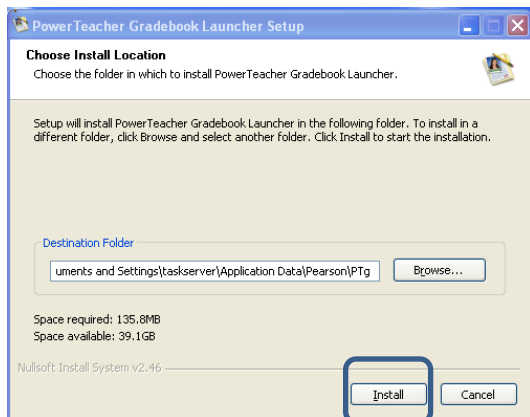 PowerTeacher Gradebook Launcher Setup
Choose Install Location
Choose the folder in which to install PowerTeacher Gradebook Launcher.
Setup will install PowerTeacher Gradebook Launcher in the following folder. To install in a
different folder, click Browse and select another folder. Click Install to start the installation.
Destination Folder
uments and Settings\taskserver\Application Data\Pearson\PTg
Browse...
Space required: 135.8MB
Space available: 39.1GB
Nullsoft Install System v2.46
Install
Cancel